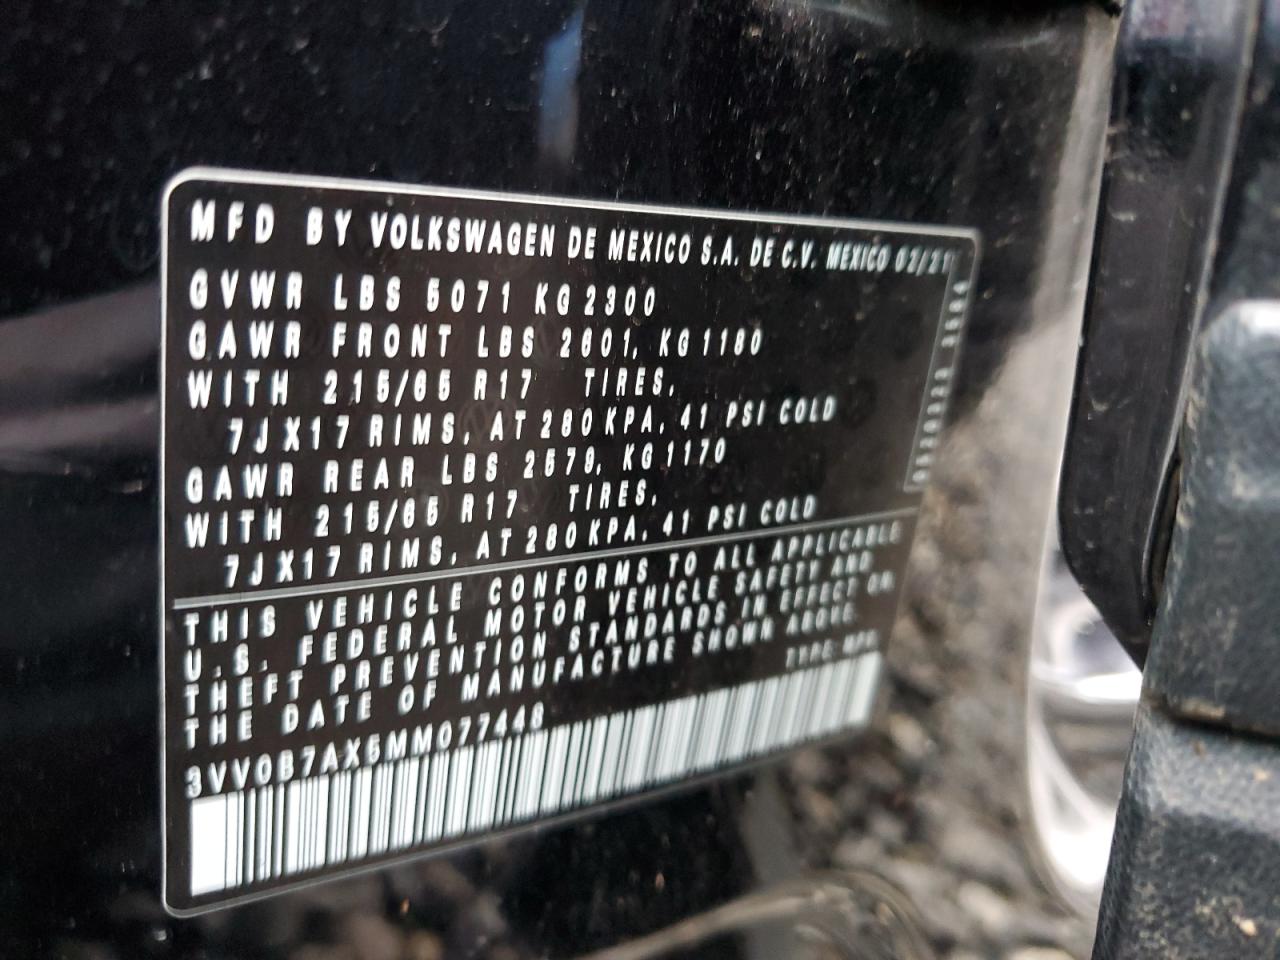 MFD BY VOLKSWAGEN DE MEXICO S.A. DE C.V. MEXICO 02/21
GVWR LBS 5071 KG 2300
GAWR FRONT LBS 2601, KG 1180
WITH 215/65 R17 TIRES,
7JX17 RIMS, AT 280 KPA, 41 PSI COLD
GAWR REAR LBS 2579, KG 1170
WITH 215/65 R17 TIRES,
7JX17 RIMS, AT 280 KPA, 41 PSI COLD
THIS VEHICLE CONFORMS TO ALL APPLICABLE
U.S. FEDERAL MOTOR VEHICLE SAFETY AND
THEFT PREVENTION STANDARDS IN EFFECT ON
THE DATE OF MANUFACTURE SHOWN ABOVE.
TYPE: MPV
3VV0B7AX5MM077448